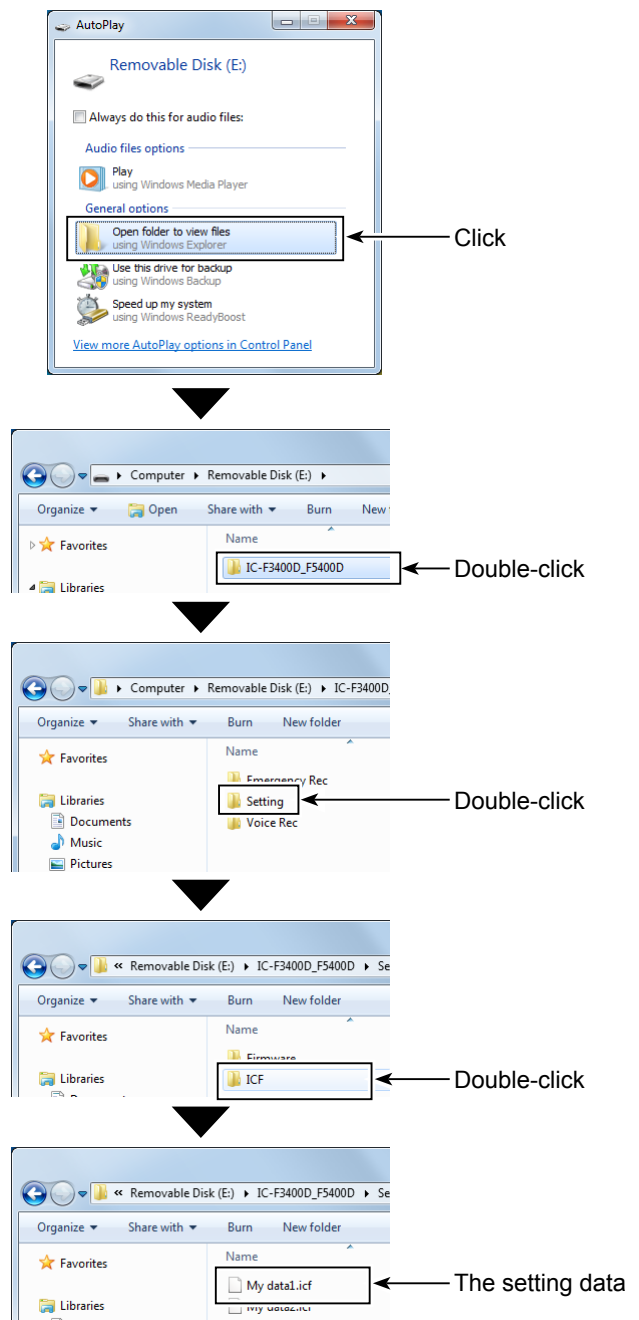 AutoPlay
Removable Disk (E:)
Always do this for audio files:
Audio files options
Play
using Windows Media Player
General options
Open folder to view files
using Windows Explorer
Click
Use this drive for backup
using Windows Backup
Speed up my system
using Windows ReadyBoost
View more AutoPlay options in Control Panel
Computer Removable Disk (E:)
Organize Open Share with Burn New
Favorites Name
IC-F3400D_F5400D Double-click
Libraries
Computer Removable Disk (E:) IC-F3400D_
Organize Share with Burn New folder
Favorites Name
Emergency Rec
Libraries Setting Double-click
Documents Voice Rec
Music
Pictures
« Removable Disk (E:) IC-F3400D_F5400D Se
Organize Share with Burn New folder
Favorites Name
Firmware
Libraries ICF Double-click
« Removable Disk (E:) IC-F3400D_F5400D Se
Organize Share with Burn New folder
Favorites Name
My data1.icf The setting data
Libraries My data2.icf